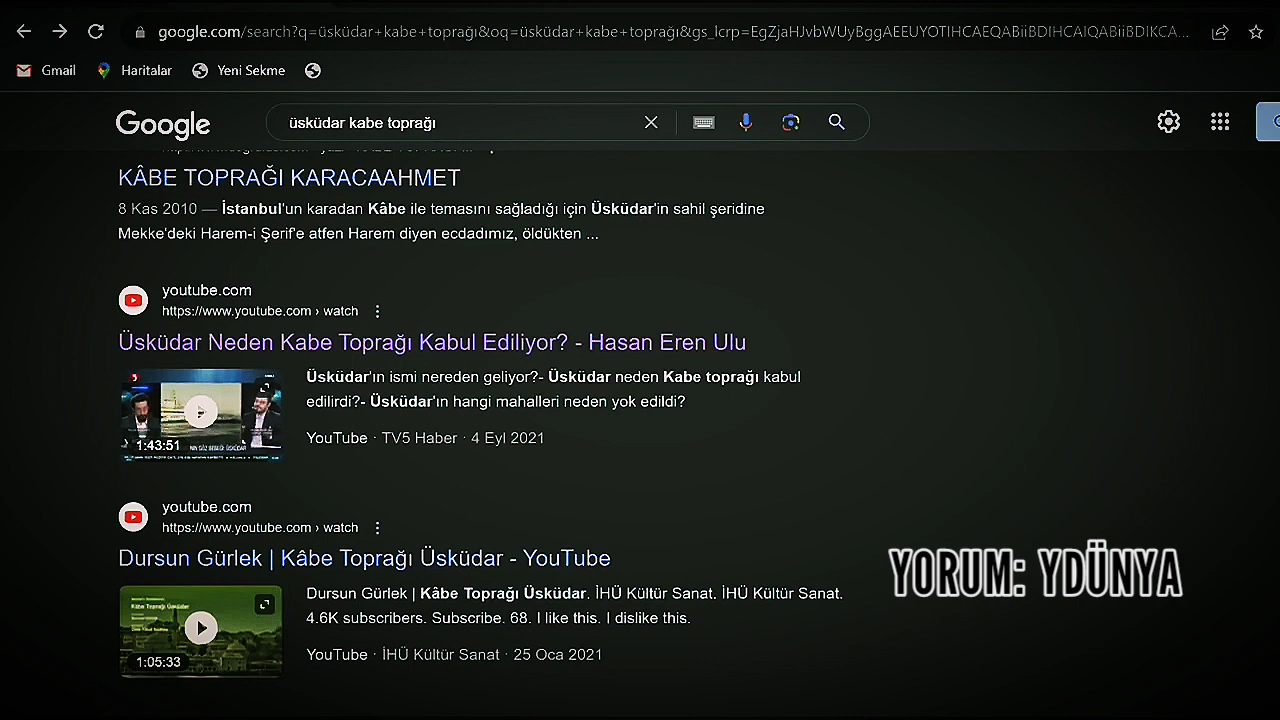 google.com/search?q=üsküdar+kabe+toprağı&oq=üsküdar+kabe+toprağı&gs_lcrp=EgZjaHJvbWUyBggAEEUYOTIHCAEQABiiBDIHCAIQABiiBDIKCA...
Gmail Haritalar Yeni Sekme
Google üsküdar kabe toprağı
KÂBE TOPRAĞI KARACAAHMET
8 Kas 2010 — İstanbul'un karadan Kâbe ile temasını sağladığı için Üsküdar'in sahil şeridine
Mekke'deki Harem-i Şerif'e atfen Harem diyen ecdadımız, öldükten ...
youtube.com
https://www.youtube.com › watch
Üsküdar Neden Kabe Toprağı Kabul Ediliyor? - Hasan Eren Ulu
Üsküdar'ın ismi nereden geliyor?- Üsküdar neden Kabe toprağı kabul
edilirdi?- Üsküdar'ın hangi mahalleri neden yok edildi?
1:43:51
YouTube · TV5 Haber · 4 Eyl 2021
youtube.com
https://www.youtube.com › watch
Dursun Gürlek | Kâbe Toprağı Üsküdar - YouTube
Dursun Gürlek | Kâbe Toprağı Üsküdar. İHÜ Kültür Sanat. İHÜ Kültür Sanat.
4.6K subscribers. Subscribe. 68. I like this. I dislike this.
Kâbe Toprağı Üsküdar
1:05:33
YouTube · İHÜ Kültür Sanat · 25 Oca 2021
YORUM: YDÜNYA